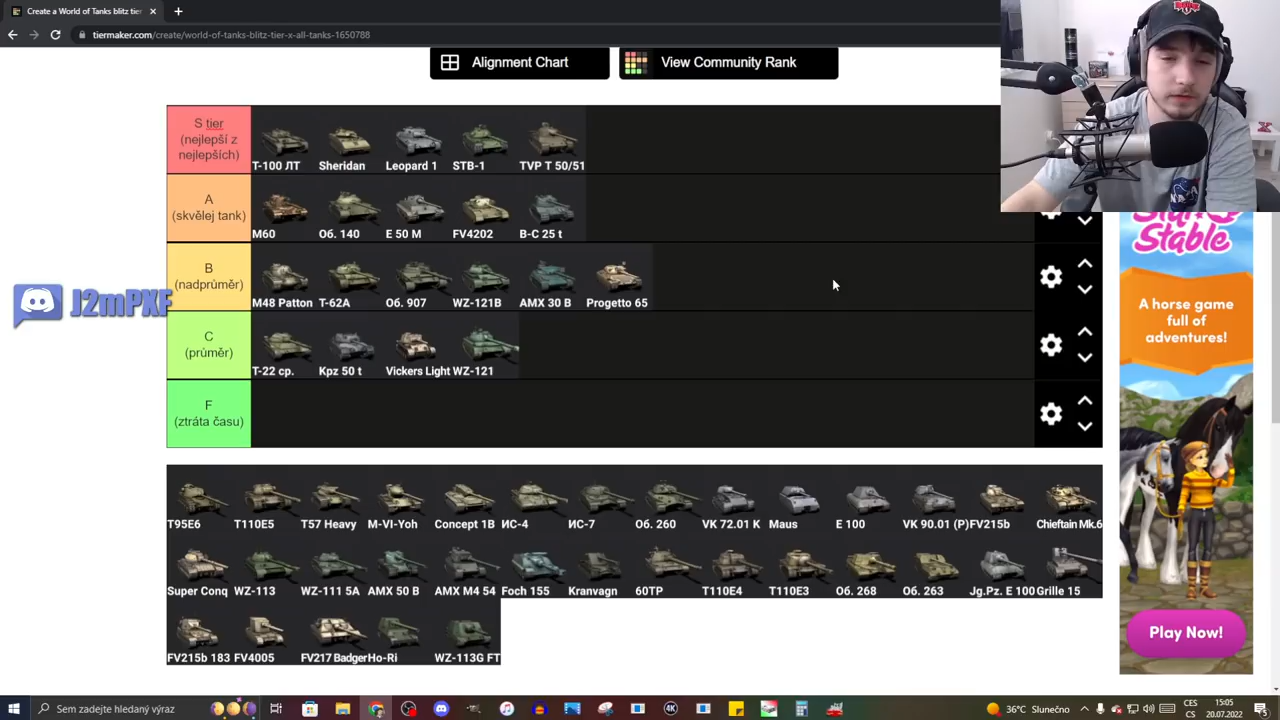 Create a World of Tanks blitz tier
tiermaker.com/create/world-of-tanks-blitz-tier-x-all-tanks-1650788
Alignment Chart
View Community Rank
S tier
(nejlepší z
nejlepších)
Т-100 ЛТ Sheridan Leopard 1 STB-1 TVP T 50/51
A
(skvělej tank)
M60 Об. 140 E 50 M FV4202 B-C 25 t
B
(nadprůměr)
M48 Patton T-62A Об. 907 WZ-121B AMX 30 B Progetto 65
C
(průměr)
Т-22 ср. Kpz 50 t Vickers Light WZ-121
F
(ztráta času)
J2mPXF
T95E6 T110E5 T57 Heavy M-VI-Yoh Concept 1B ИС-4 ИС-7 Об. 260 VK 72.01 K Maus E 100 VK 90.01 (P) FV215b Chieftain Mk.6
Super Conq WZ-113 WZ-111 5A AMX 50 B AMX M4 54 Foch 155 Kranvagn 60TP T110E4 T110E3 Об. 268 Об. 263 Jg.Pz. E 100 Grille 15
FV215b 183 FV4005 FV217 Badger Ho-Ri WZ-113G FT
Stable
A horse game
full of
adventures!
Play Now!
Sem zadejte hledaný výraz
4K
36°C Slunečno
CES
CS
15:05
20.07.2022